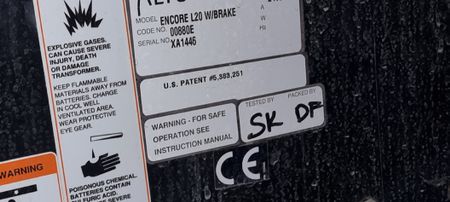 EXPLOSIVE GASES.
CAN CAUSE SEVERE
INJURY, DEATH
OR DAMAGE
TRANSFORMER.
KEEP FLAMMABLE
MATERIALS AWAY FROM
BATTERIES. CHARGE
IN COOL WELL
VENTILATED AREA.
WEAR PROTECTIVE
EYE GEAR.
MODEL ENCORE L20 W/BRAKE
CODE NO. 00880E
SERIAL NO XA1446
U.S. PATENT #5,383,251
WARNING - FOR SAFE
OPERATION SEE
INSTRUCTION MANUAL
TESTED BY
SK
PACKED BY
DF
CE
WARNING
POISONOUS CHEMICAL.
BATTERIES CONTAIN
FURIC ACID.
SEVERE